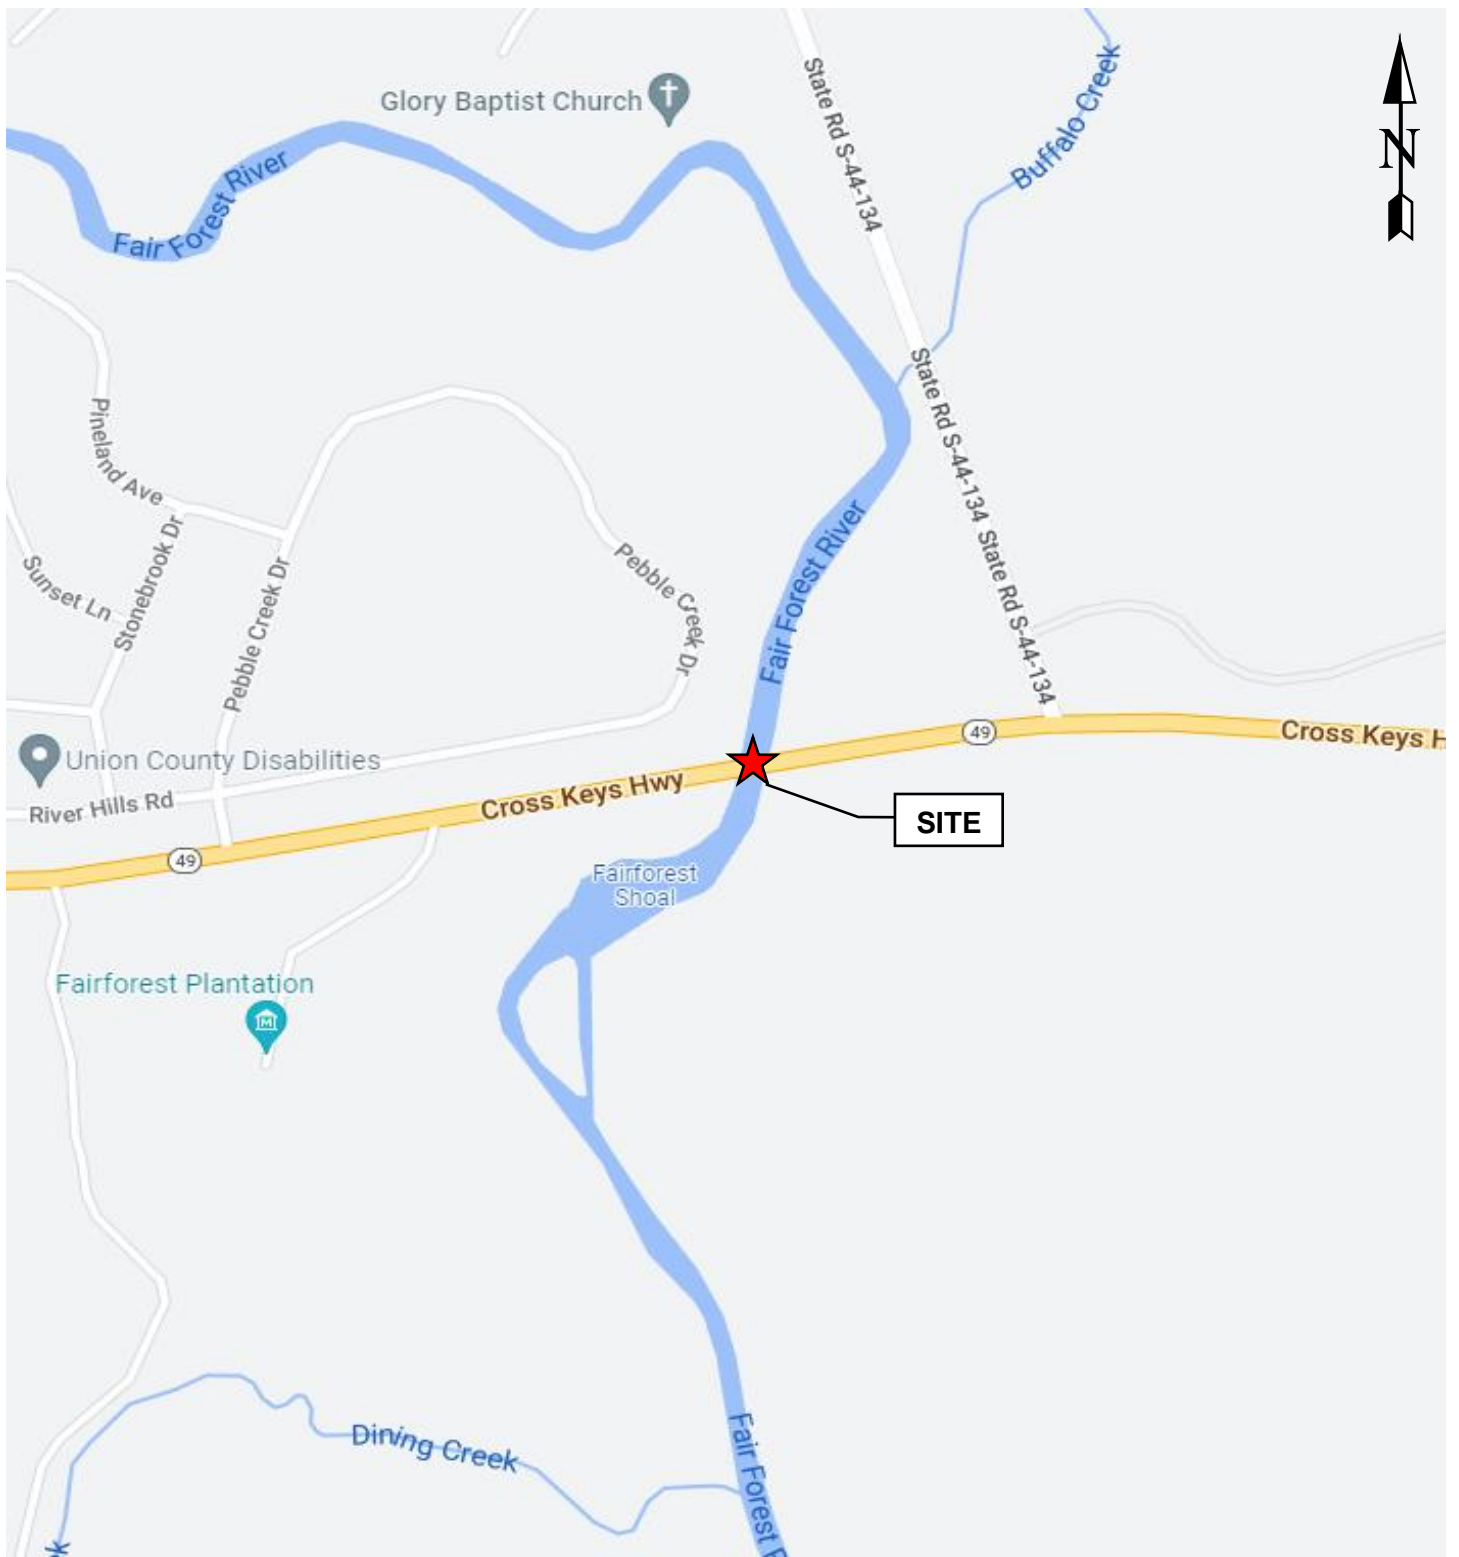 Glory Baptist Church
State Rd S-44-134
Buffalo Creek
N
Fair Forest River
State Rd S-44-134
State Rd S-44-134
Pineland Ave
Sunset Ln
Stonebrook Dr
Pebble Creek Dr
Pebble Creek Dr
Fair Forest River
49
Cross Keys H
Union County Disabilities
River Hills Rd
Cross Keys Hwy
SITE
49
Fairforest
Shoal
Fairforest Plantation
M
Dining Creek
Fair Forest